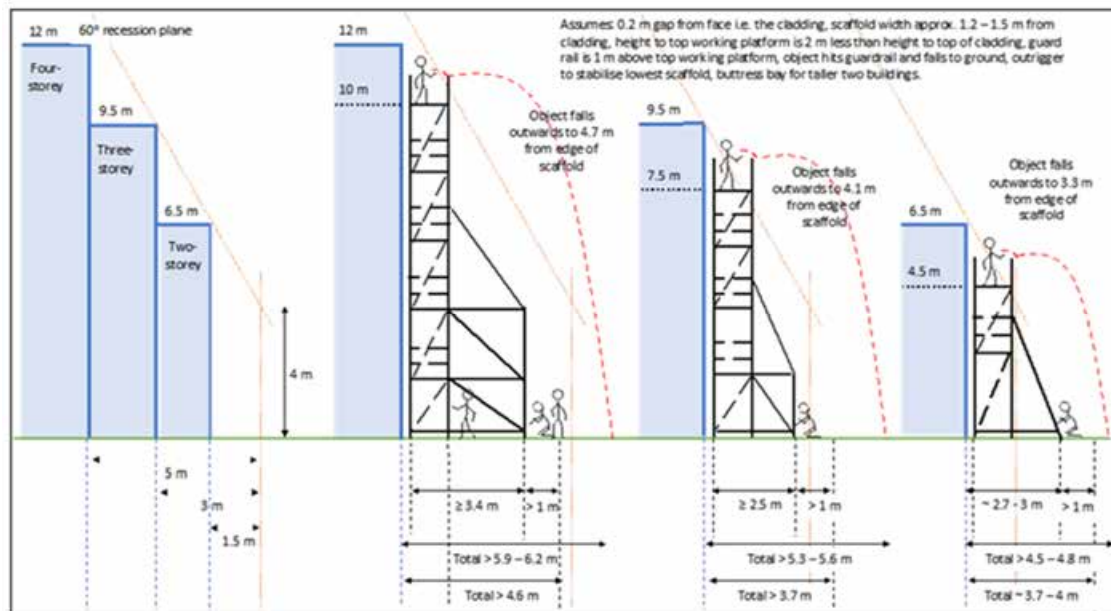 Assumes: 0.2 m gap from face i.e. the cladding, scaffold width approx. 1.2 – 1.5 m from
cladding, height to top working platform is 2 m less than height to top of cladding, guard
rail is 1 m above top working platform, object hits guardrail and falls to ground, outrigger
to stabilise lowest scaffold, buttress bay for taller two buildings.
12 m
60° recession plane
Four-
storey
9.5 m
Three-
storey
6.5 m
Two-
storey
4 m
5 m
3 m
1.5 m
12 m
10 m
Object falls
outwards to 4.7 m
from edge of
scaffold
≥ 3.4 m
> 1 m
Total > 5.9 – 6.2 m
Total > 4.6 m
9.5 m
7.5 m
Object falls
outwards to 4.1 m
from edge of
scaffold
≥ 2.5 m
> 1 m
Total > 5.3 – 5.6 m
Total > 3.7 m
6.5 m
4.5 m
Object falls
outwards to 3.3 m
from edge of
scaffold
~ 2.7 - 3 m
> 1 m
Total > 4.5 – 4.8 m
Total ~ 3.7 – 4 m